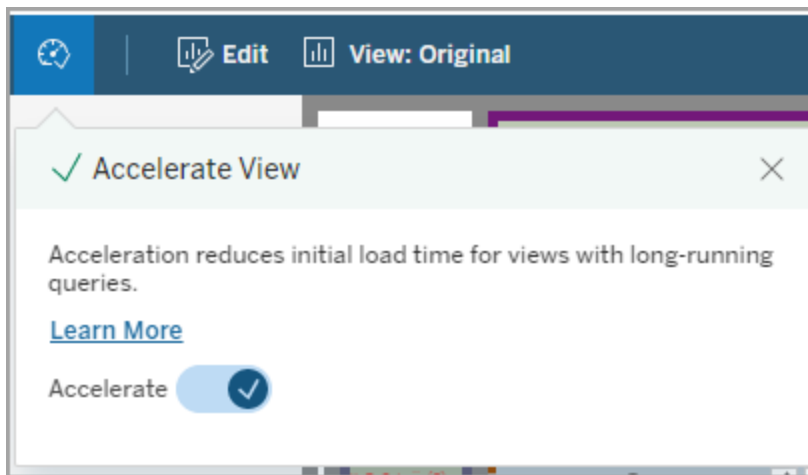 Edit View: Original
Accelerate View
Acceleration reduces initial load time for views with long-running
queries.
Learn More
Accelerate